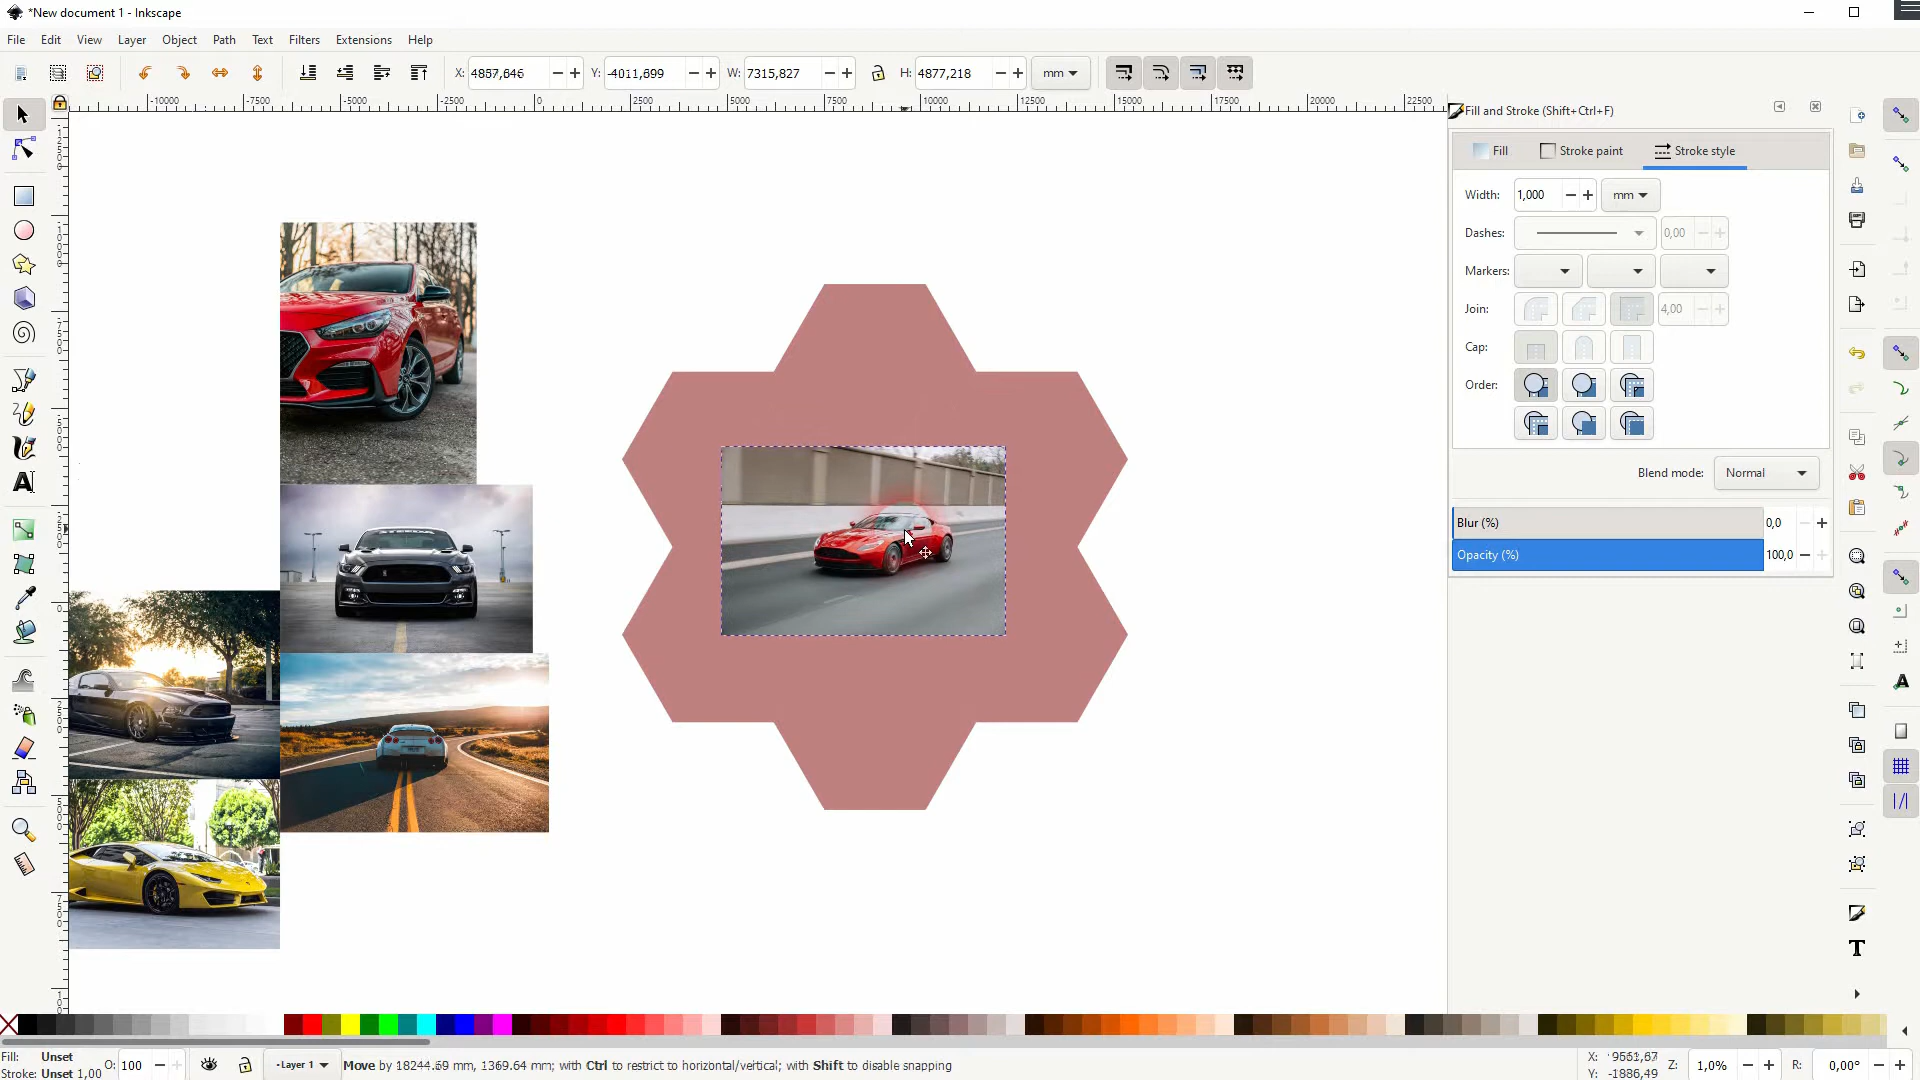 *New document 1 - Inkscape
File Edit View Layer Object Path Text Filters Extensions Help
X: 4857,646 Y: -4011,699 W: 7315,827 H: 4877,218 mm
-10000 -7500 -5000 -2500 0 2500 5000 7500 10000 12500 15000 17500 20000 22500
Fill and Stroke (Shift+Ctrl+F)
Fill Stroke paint Stroke style
Width: 1,000 mm
Dashes: 0,00
Markers:
Join: 4,00
Cap:
Order:
Blend mode: Normal
Blur (%) 0,0
Opacity (%) 100,0
Fill: Unset O: 100 Layer 1 Move by 18244.69 mm, 1369.64 mm; with Ctrl to restrict to horizontal/vertical; with Shift to disable snapping X: 9561,67 Z: 1,0% R: 0,00°
Stroke: Unset 1,00 Y: -1886,49